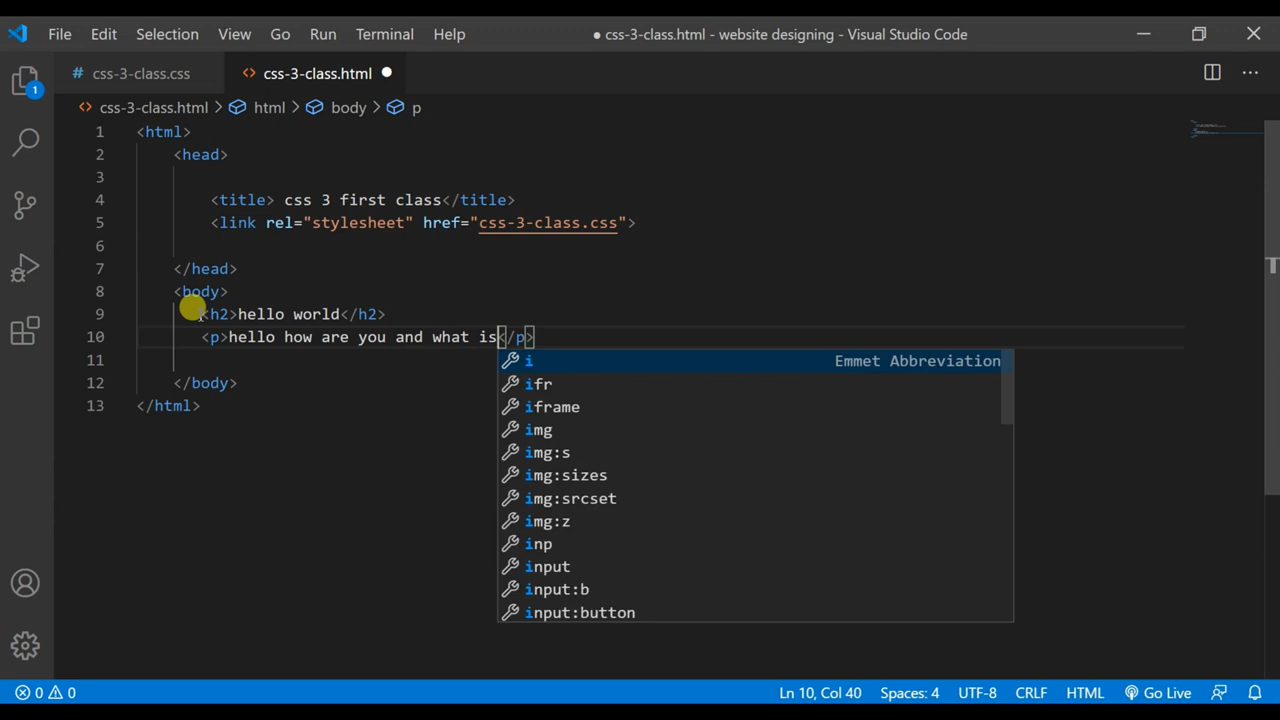 File Edit Selection View Go Run Terminal Help ● css-3-class.html - website designing - Visual Studio Code
# css-3-class.css <> css-3-class.html ●
<> css-3-class.html > html > body > p
1
1 <html>
2 <head>
3
4 <title> css 3 first class</title>
5 <link rel="stylesheet" href="css-3-class.css">
6
7 </head>
8 <body>
9 <h2>hello world</h2>
10 <p>hello how are you and what is</p>
11
12 </body>
13 </html>
i Emmet Abbreviation
ifr
iframe
img
img:s
img:sizes
img:srcset
img:z
inp
input
input:b
input:button
0 0 Ln 10, Col 40 Spaces: 4 UTF-8 CRLF HTML Go Live